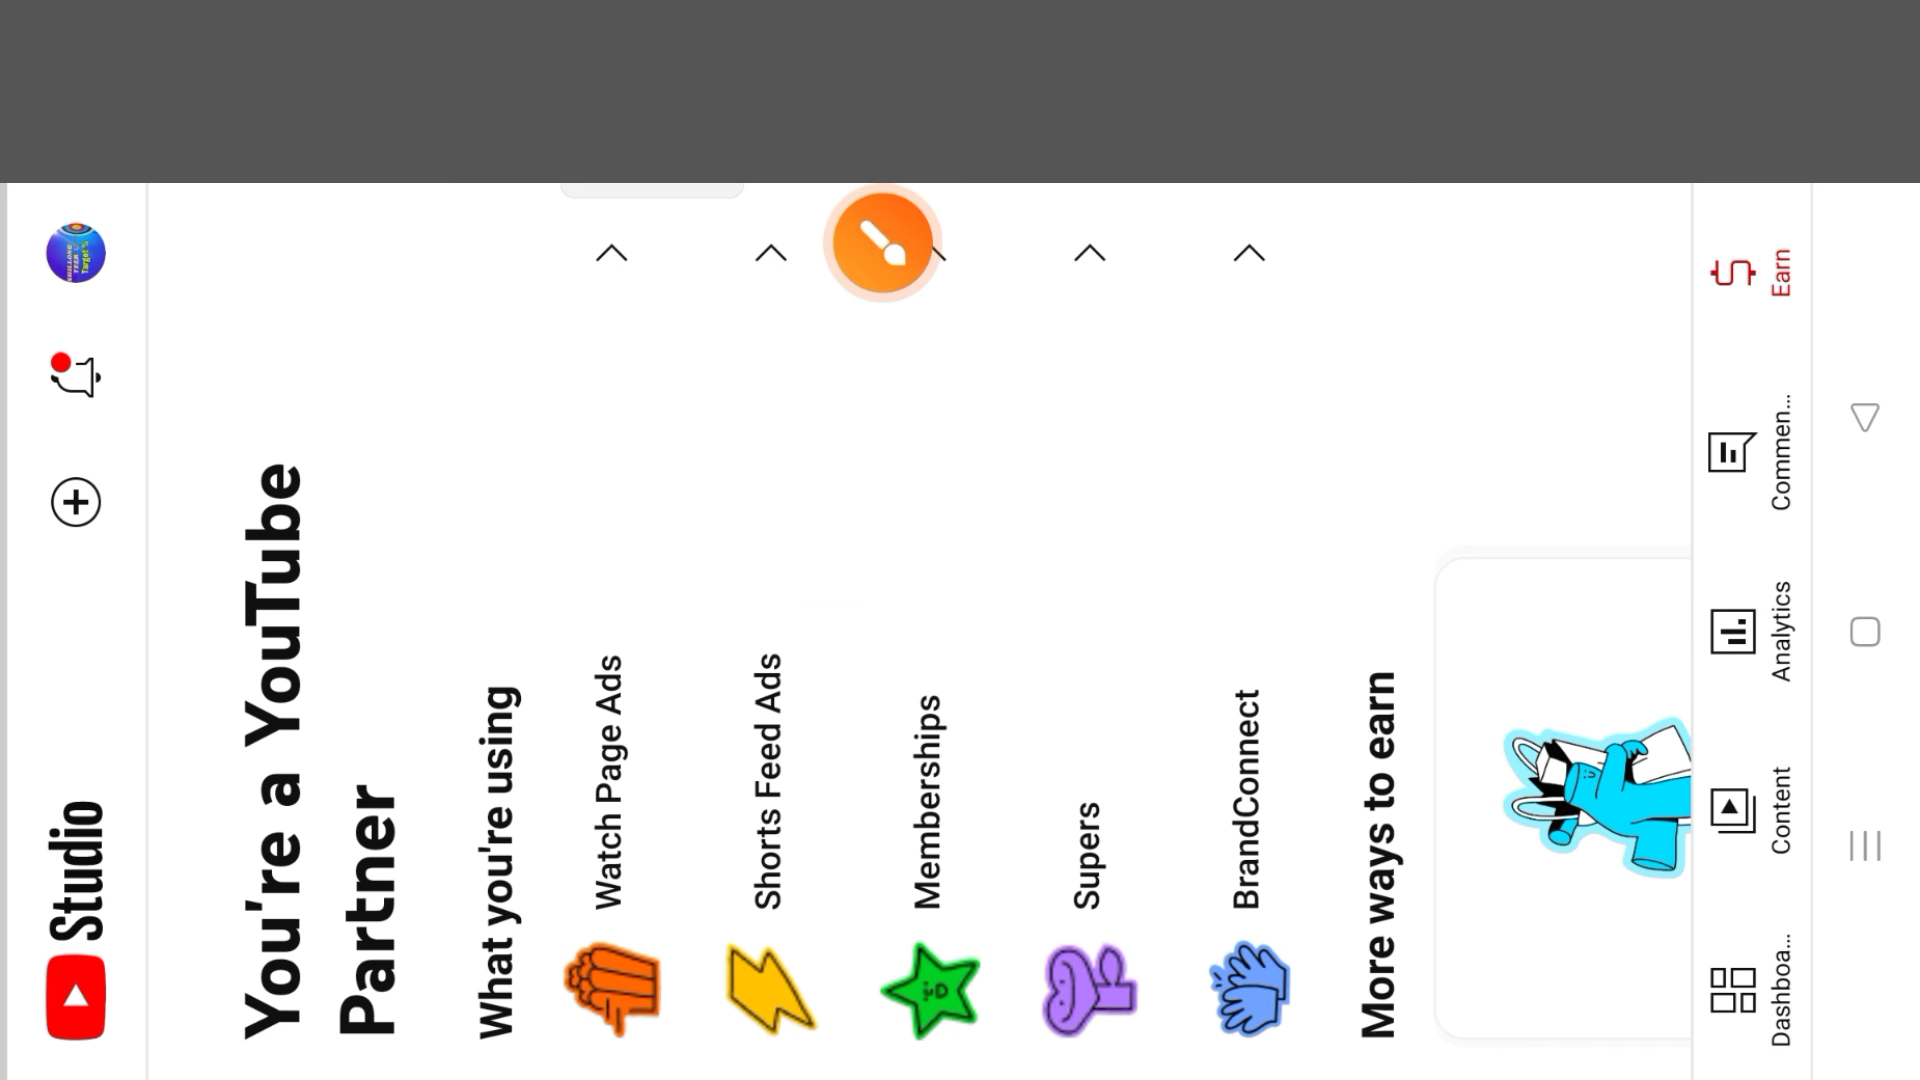 Studio
You're a YouTube
Partner
What you're using
Watch Page Ads
Shorts Feed Ads
Memberships
Supers
BrandConnect
More ways to earn
Dashboa...
Content
Analytics
Commen...
Earn